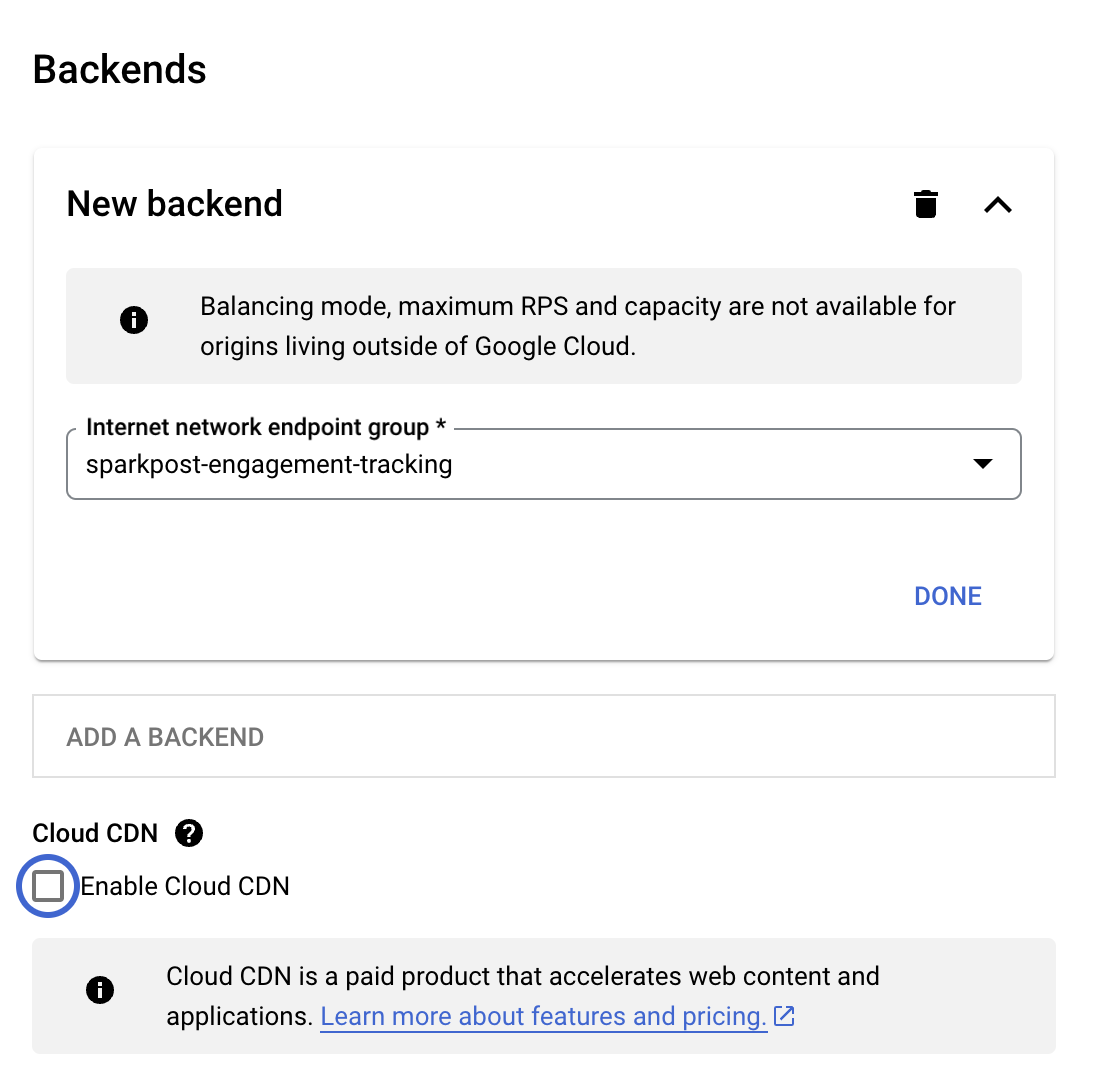 Backends
New backend
Balancing mode, maximum RPS and capacity are not available for
origins living outside of Google Cloud.
Internet network endpoint group *
sparkpost-engagement-tracking
DONE
ADD A BACKEND
Cloud CDN
Enable Cloud CDN
Cloud CDN is a paid product that accelerates web content and
applications. Learn more about features and pricing.